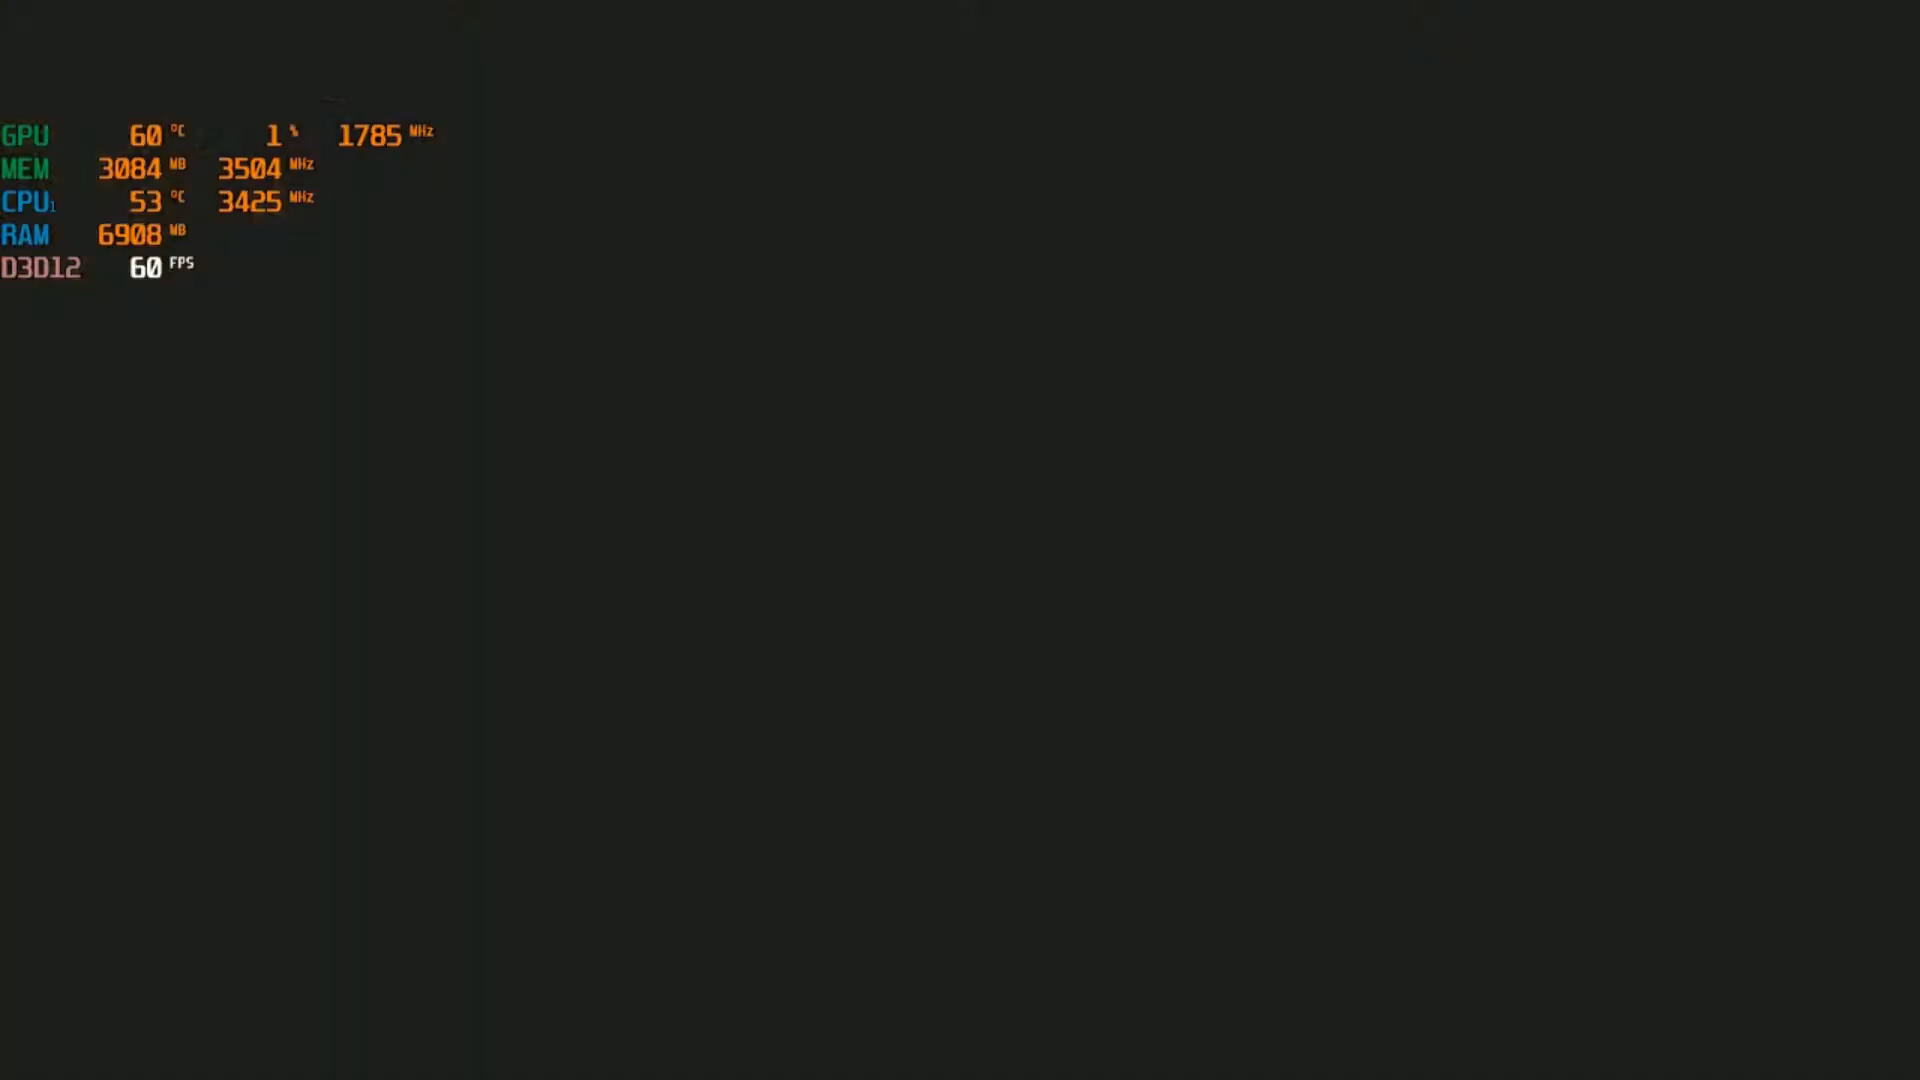 GPU 60 °C 1 % 1785 MHz
MEM 3084 MB 3504 MHz
CPU1 53 °C 3425 MHz
RAM 6908 MB
D3D12 60 FPS